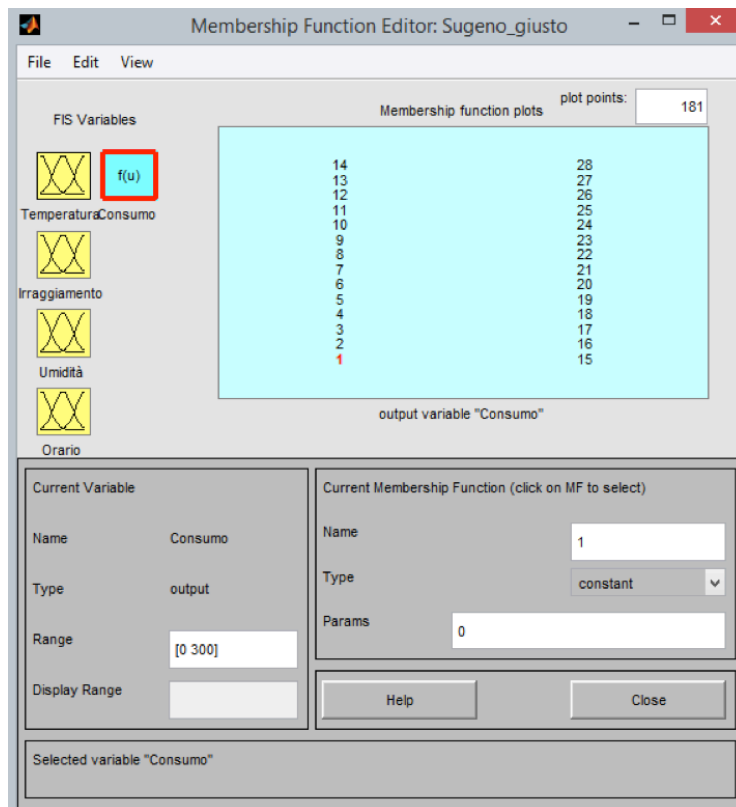 Membership Function Editor: Sugeno_giusto
File Edit View
FIS Variables
Membership function plots
plot points:
181
f(u)
Temperatura
Consumo
Irraggiamento
Umidità
Orario
14 28
13 27
12 26
11 25
10 24
9 23
8 22
7 21
6 20
5 19
4 18
3 17
2 16
1 15
output variable "Consumo"
Current Variable
Name Consumo
Type output
Range [0 300]
Display Range
Current Membership Function (click on MF to select)
Name 1
Type constant
Params 0
Help Close
Selected variable "Consumo"